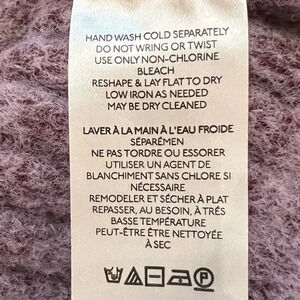 HAND WASH COLD SEPARATELY
DO NOT WRING OR TWIST
USE ONLY NON-CHLORINE
BLEACH
RESHAPE & LAY FLAT TO DRY
LOW IRON AS NEEDED
MAY BE DRY CLEANED
LAVER À LA MAIN À L'EAU FROIDE
SÉPARÉMEN
NE PAS TORDRE OU ESSORER
UTILISER UN AGENT DE
BLANCHIMENT SANS CHLORE SI
NÉCESSAIRE
REMODELER ET SÉCHER À PLAT
REPASSER, AU BESOIN, À TRÉS
BASSE TEMPÉRATURE
PEUT-ÊTRE ÊTRE NETTOYÉE
À SEC
P